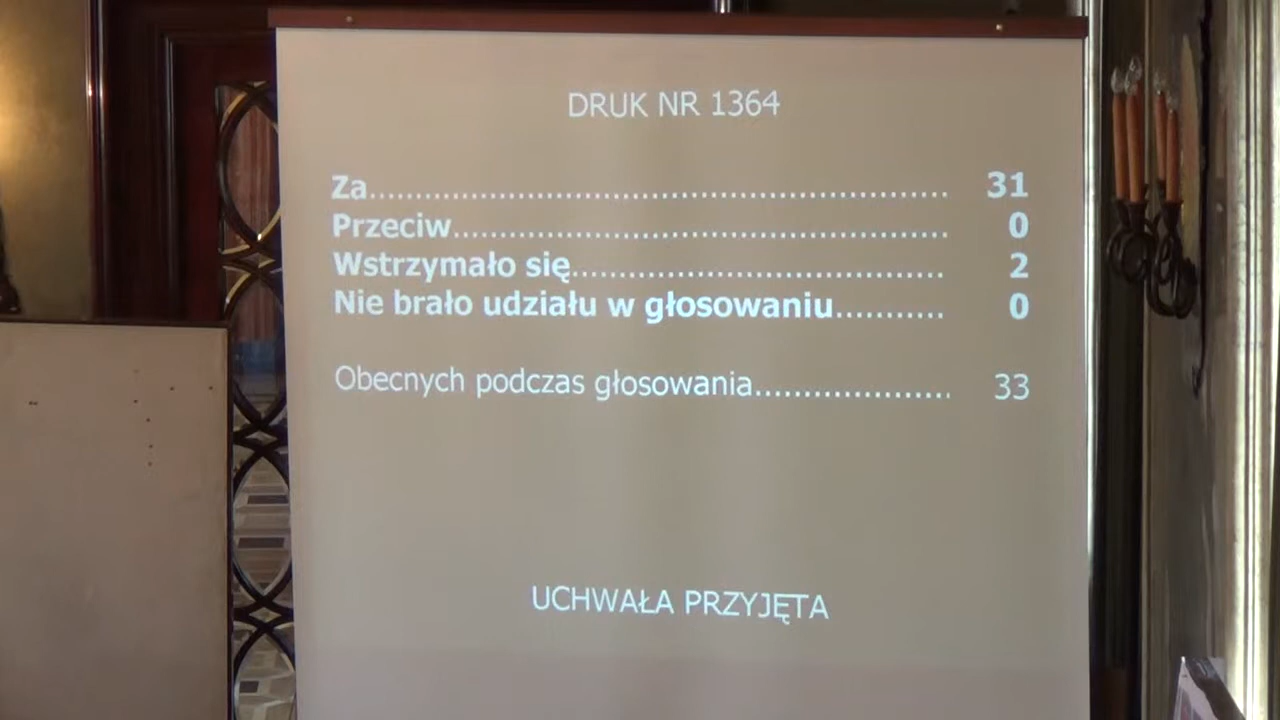 DRUK NR 1364
Za.......................................................... 31
Przeciw................................................. 0
Wstrzymało się..................................... 2
Nie brało udziału w głosowaniu........... 0
Obecnych podczas głosowania.................... 33
UCHWAŁA PRZYJĘTA